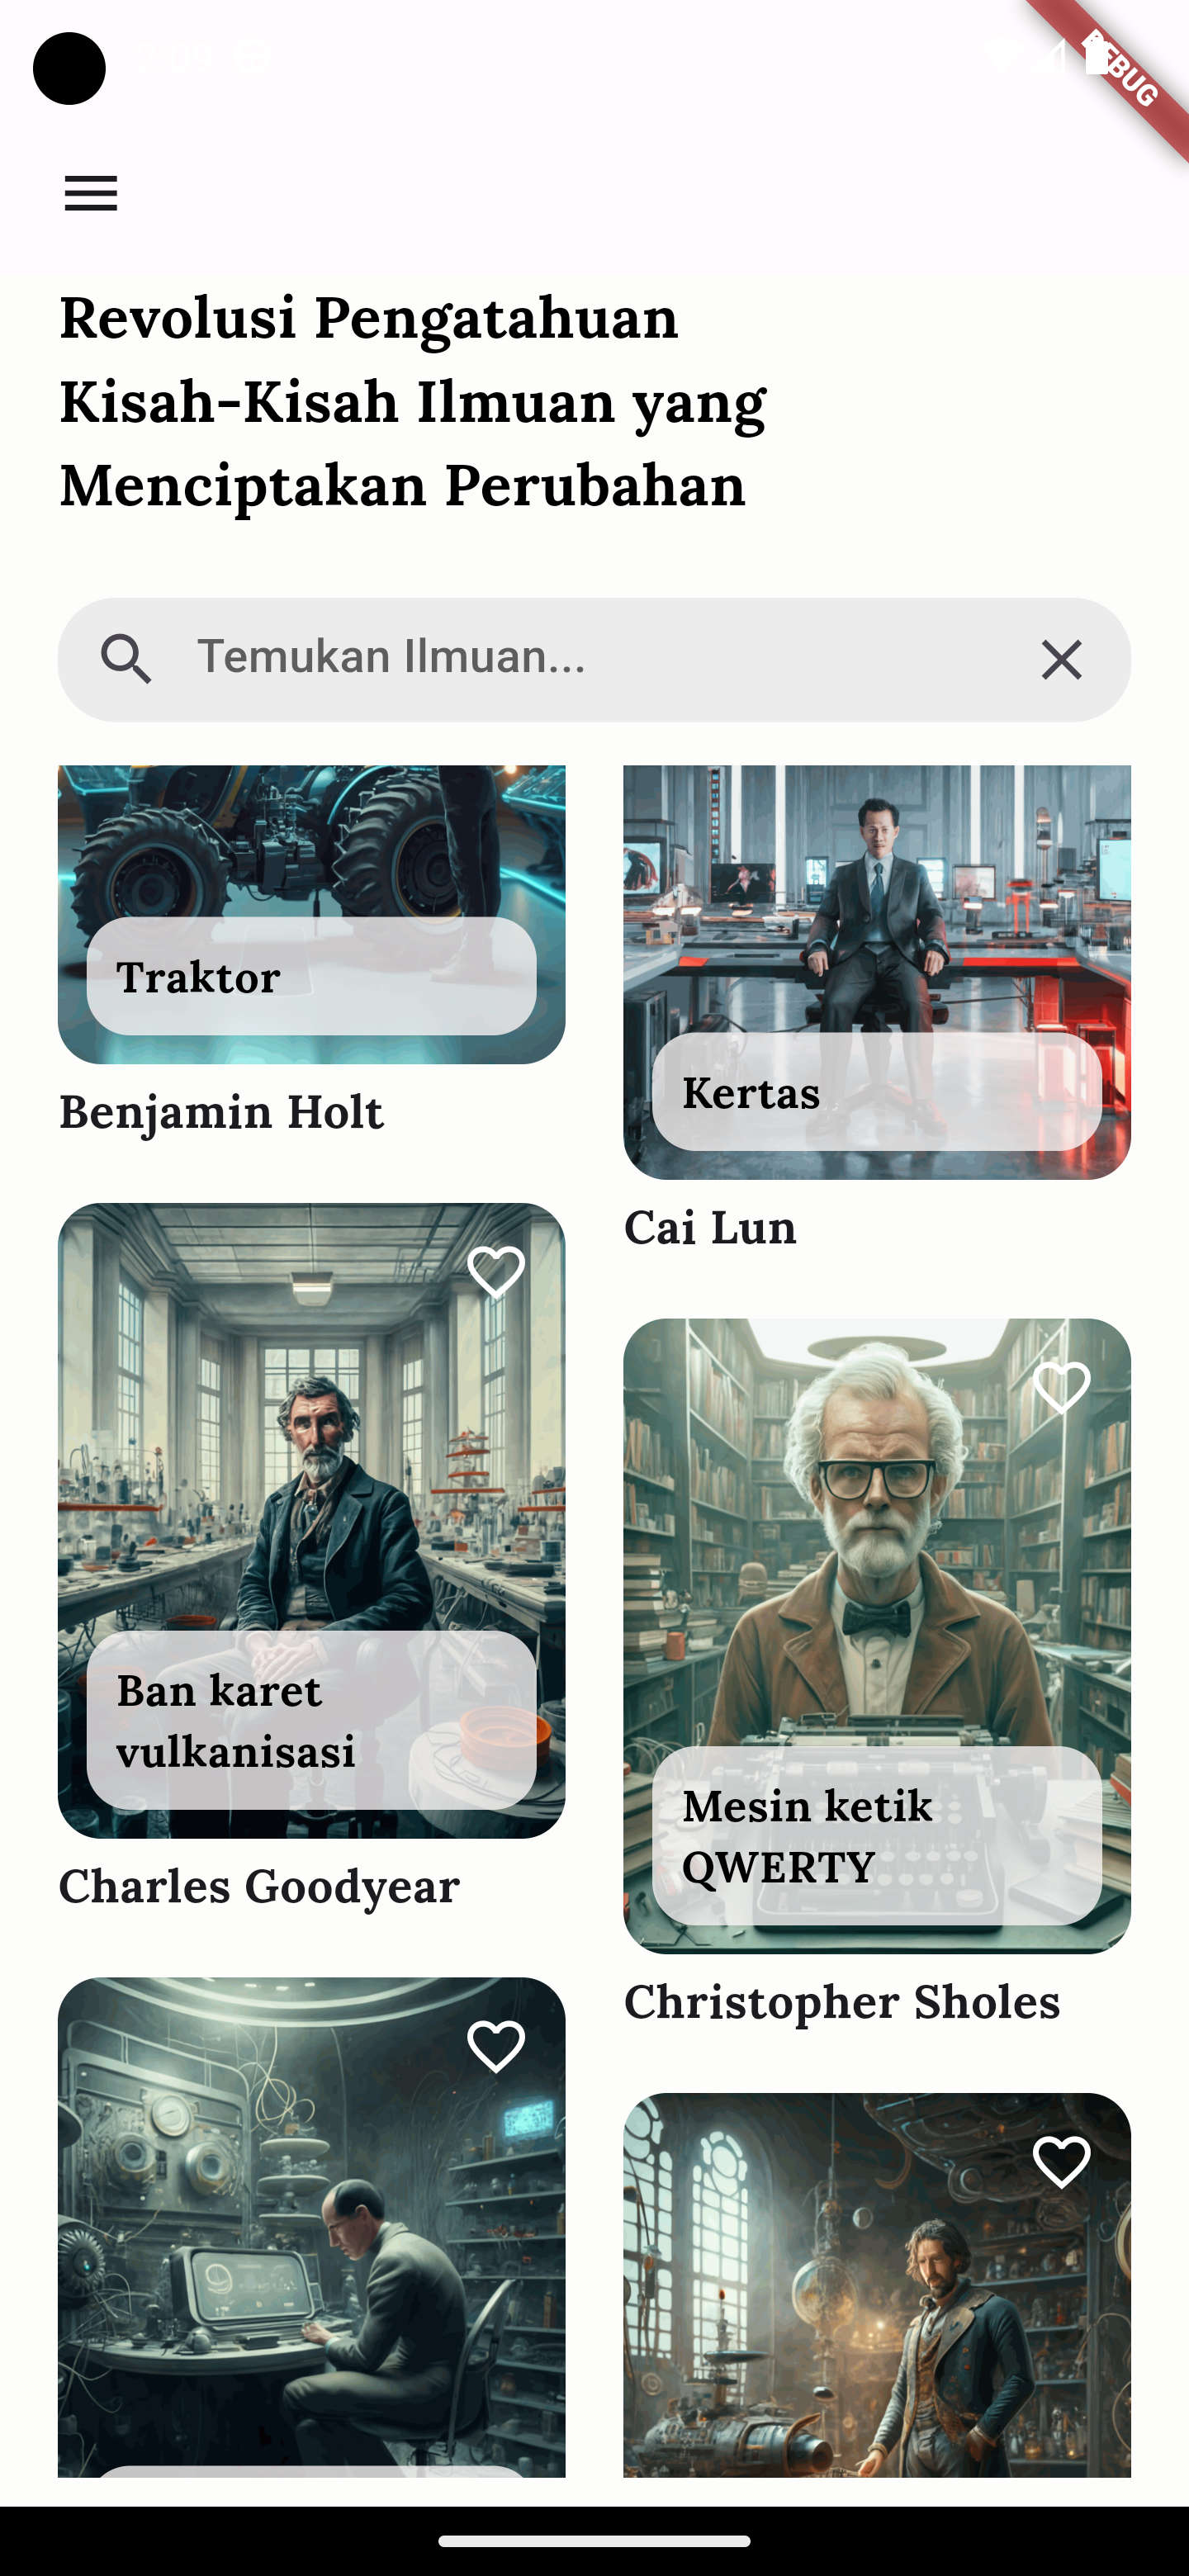 DEBUG
Revolusi Pengatahuan
Kisah-Kisah Ilmuan yang
Menciptakan Perubahan
Temukan Ilmuan...
Traktor
Benjamin Holt
Kertas
Cai Lun
Ban karet
vulkanisasi
Charles Goodyear
Mesin ketik
QWERTY
Christopher Sholes